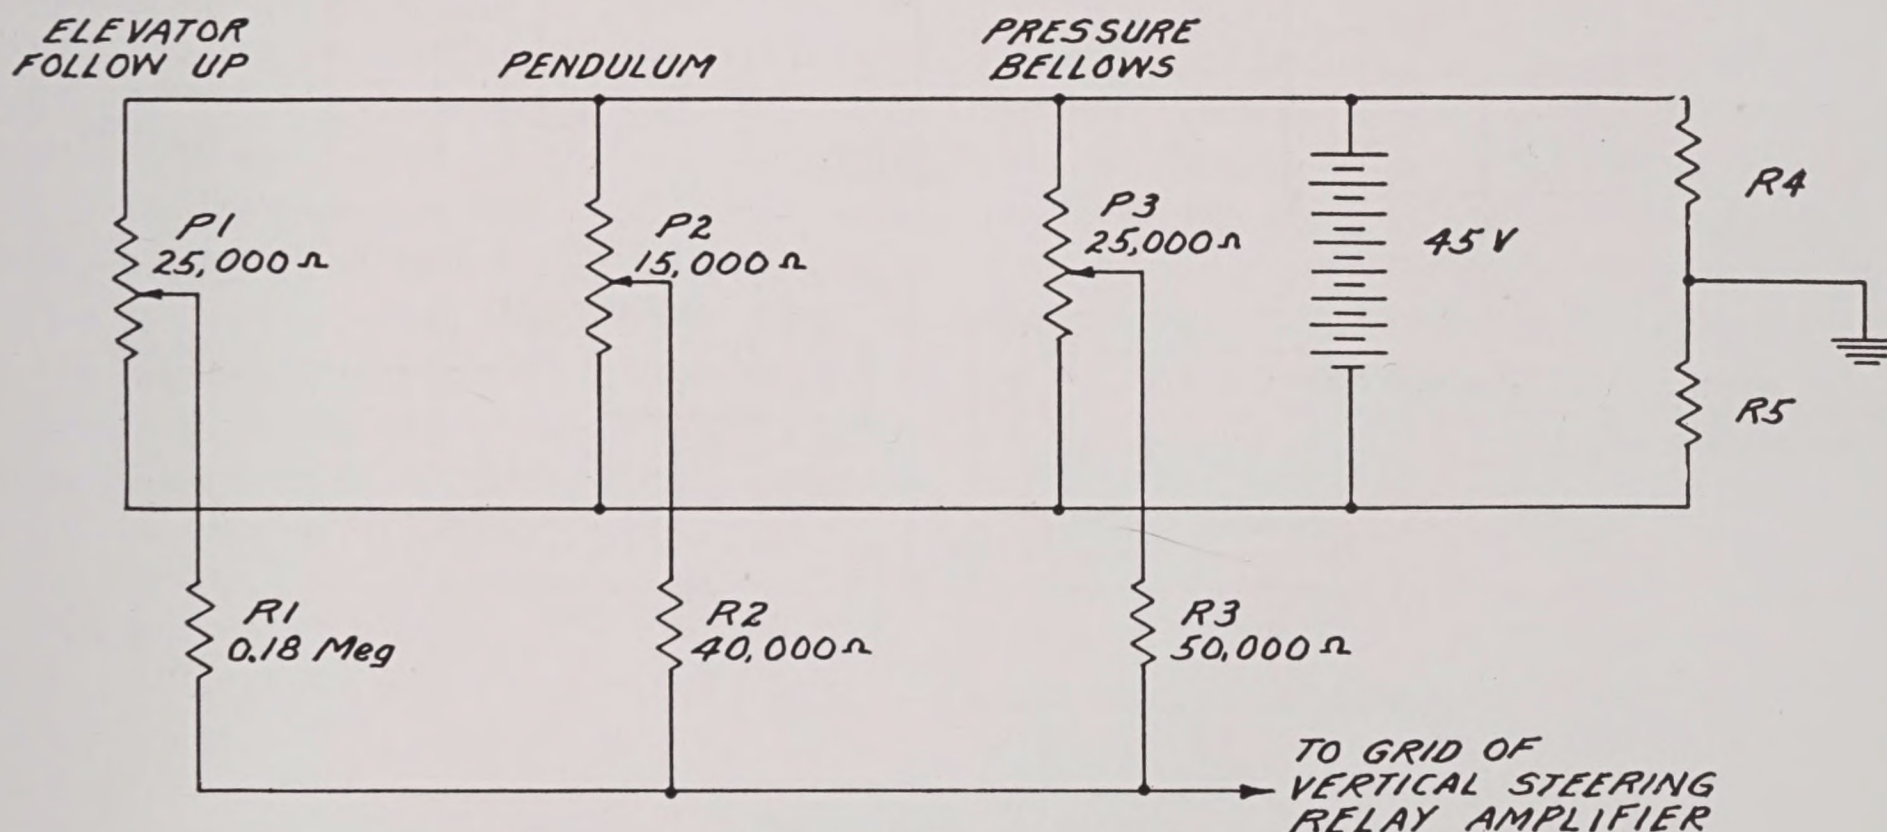 ELEVATOR
FOLLOW UP
PENDULUM
PRESSURE
BELLOWS
P1
25,000 Ω
P2
15,000 Ω
P3
25,000 Ω
45 V
R4
R5
R1
0.18 Meg
R2
40,000 Ω
R3
50,000 Ω
TO GRID OF
VERTICAL STEERING
RELAY AMPLIFIER